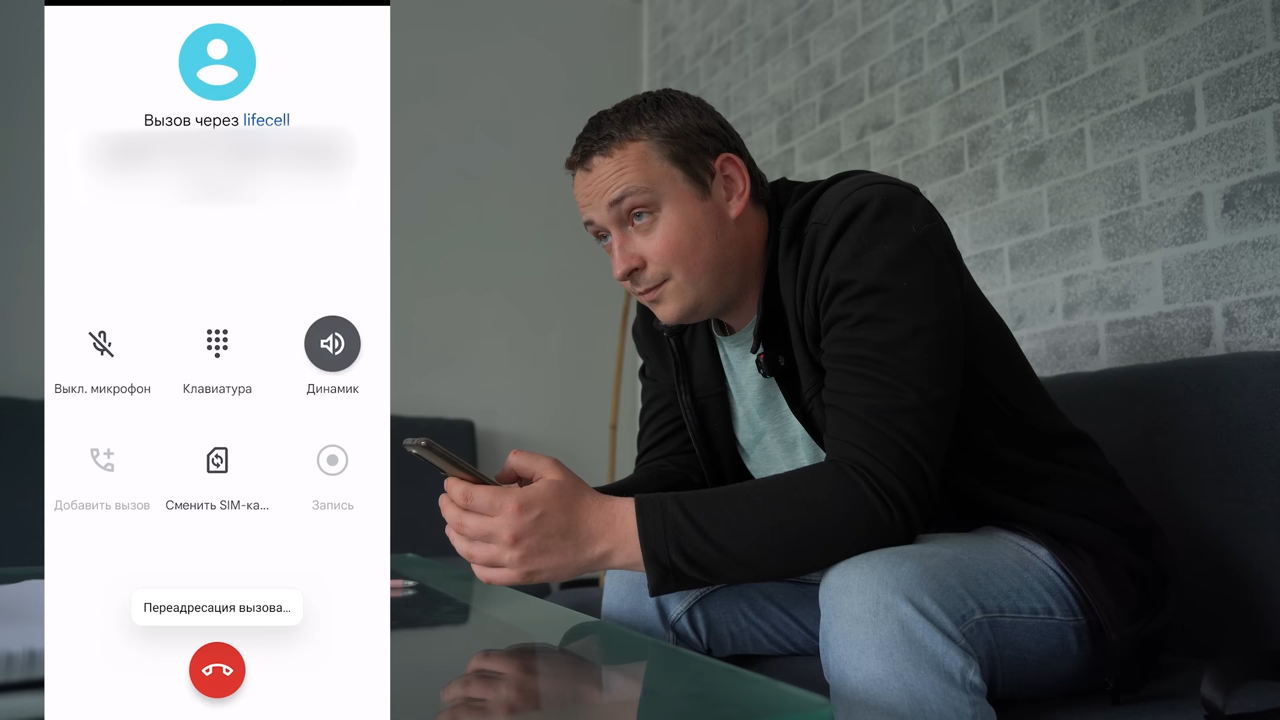 Вызов через lifecell
Выкл. микрофон
Клавиатура
Динамик
Добавить вызов
Сменить SIM-ка...
Запись
Переадресация вызова...